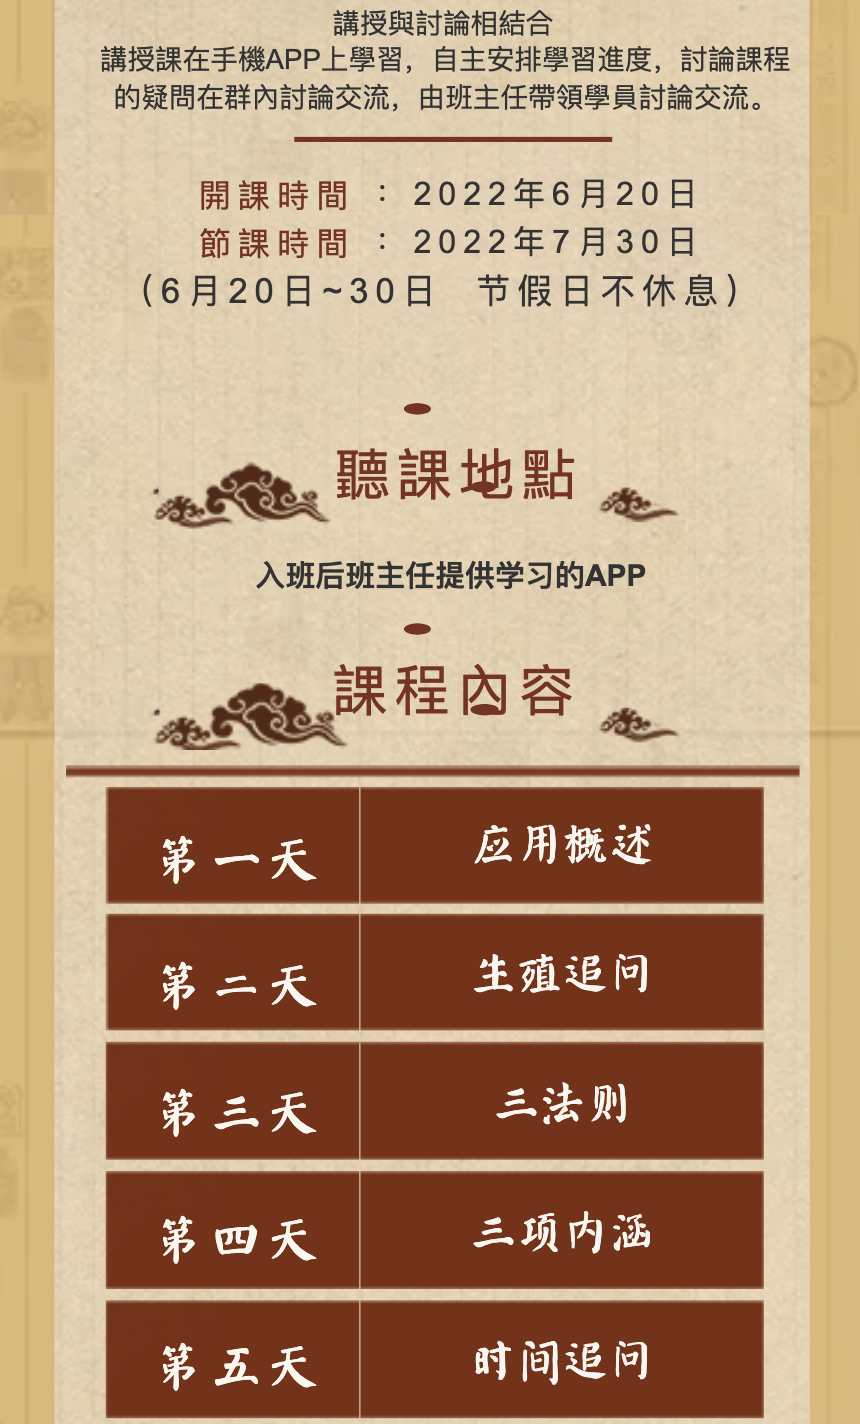 講授與討論相結合
講授課在手機APP上學習，自主安排學習進度，討論課程
的疑問在群內討論交流，由班主任帶領學員討論交流。
開課時間 ： 2022年6月20日
節課時間 ： 2022年7月30日
（6月20日~30日　节假日不休息）
聽課地點
入班后班主任提供学习的APP
課程內容
第一天 应用概述
第二天 生殖追问
第三天 三法则
第四天 三项内涵
第五天 时间追问